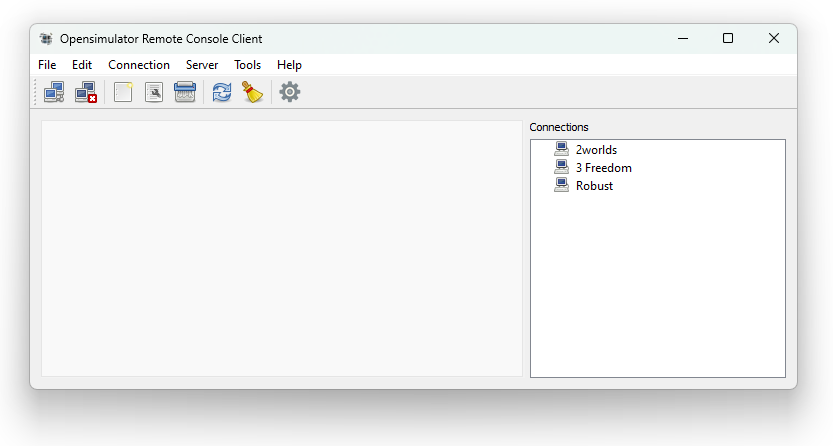 Opensimulator Remote Console Client
File Edit Connection Server Tools Help
Connections
2worlds
3 Freedom
Robust